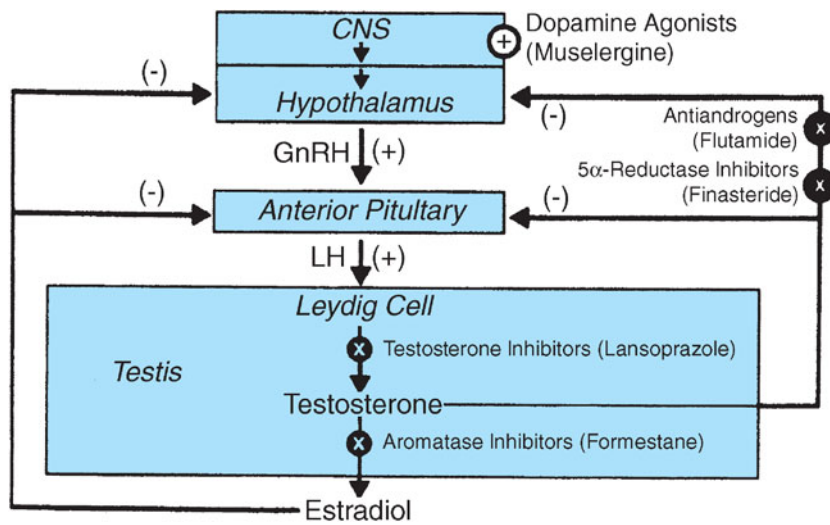 CNS
+
Dopamine Agonists
(Muselergine)
(-)
Hypothalamus
(-)
Antiandrogens
(Flutamide)
x
GnRH
(+)
5α-Reductase Inhibitors
(Finasteride)
x
(-)
Anterior Pitultary
(-)
LH
(+)
Leydig Cell
x
Testosterone Inhibitors (Lansoprazole)
Testis
Testosterone
x
Aromatase Inhibitors (Formestane)
Estradiol